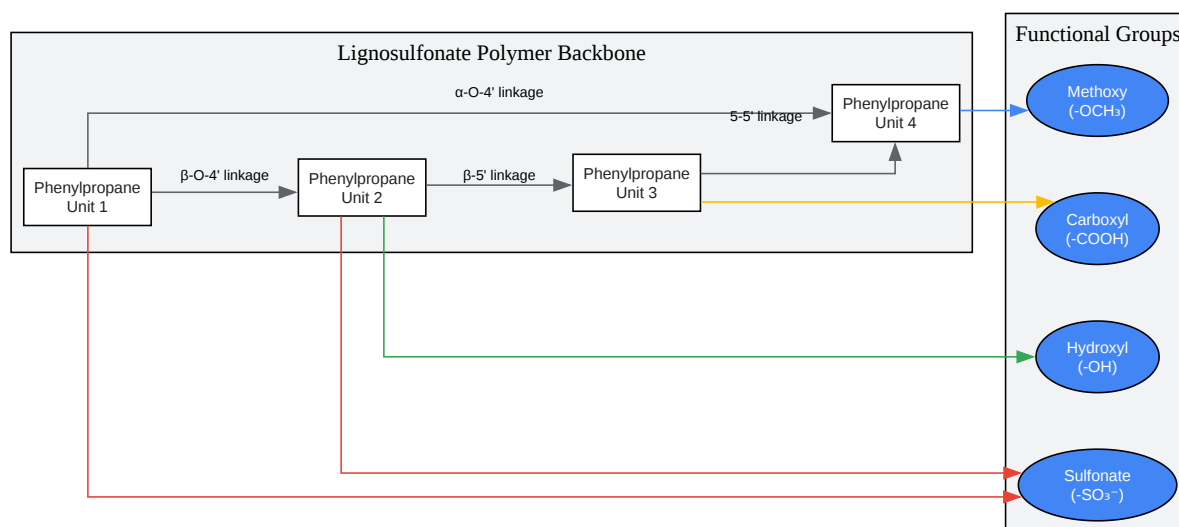 Lignosulfonate Polymer Backbone
α-O-4' linkage
Phenylpropane
Unit 1
β-O-4' linkage
Phenylpropane
Unit 2
β-5' linkage
Phenylpropane
Unit 3
5-5' linkage
Phenylpropane
Unit 4
Functional Groups
Methoxy
(-OCH₃)
Carboxyl
(-COOH)
Hydroxyl
(-OH)
Sulfonate
(-SO₃⁻)